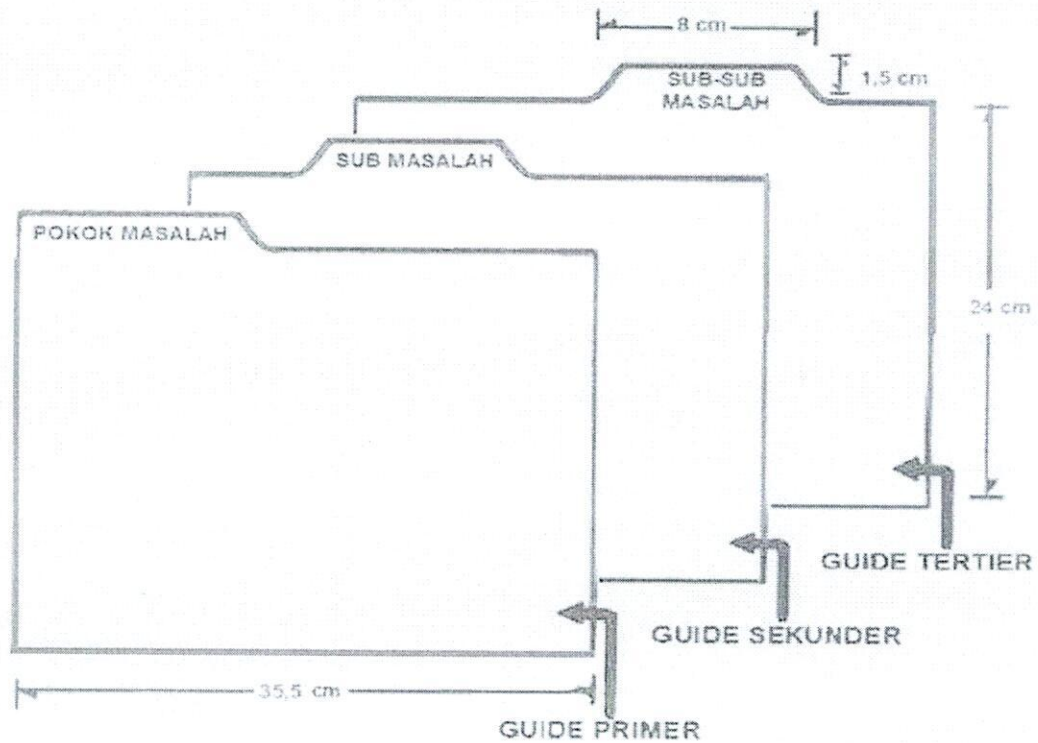 8 cm
SUB-SUB
MASALAH
1,5 cm
SUB MASALAH
POKOK MASALAH
24 cm
GUIDE TERTIER
GUIDE SEKUNDER
35,5 cm
GUIDE PRIMER